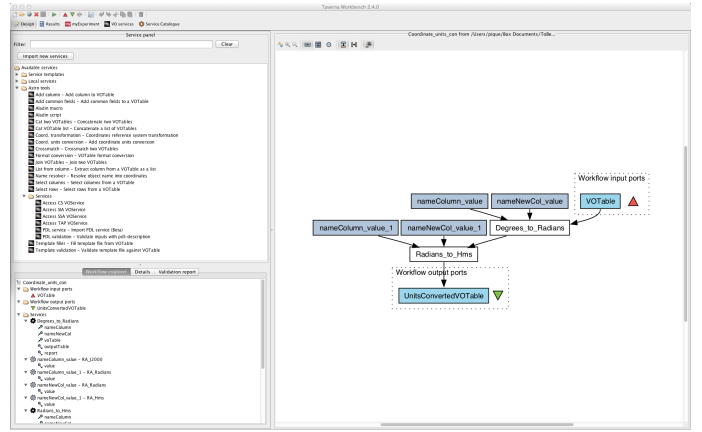 Taverna Workbench 2.4.0
Design
Results
myExperiment
VO services
Service Catalogue
Service panel
Filter:
Clear
Import new services
Available services
Service templates
Local services
Astro tools
Add column - Add column to VOTable
Add common fields - Add common fields to a VOTable
Aladin macro
Aladin script
Cat two VOTables - Concatenate two VOTables
Cat VOTable list - Concatenate a list of VOTables
Coord. transformation - Coordinates reference system transformation
Coord. units conversion - Add coordinate units conversion
Crossmatch - Crossmatch two VOTables
Format conversion - VOTable format conversion
Join VOTables - Join two VOTables
List from column - Extract column from a VOTable as a list
Name resolver - Resolve object name into coordinates
Select columns - Select columns from a VOTable
Select rows - Select rows from a VOTable
Services
Access CS VOService
Access SIA VOService
Access SSA VOService
Access TAP VOService
PDL service - Import PDL service (Beta)
PDL validation - Validate inputs with pdl-description
Template filler - Fill template file from VOTable
Template validation - Validate template file against VOTable
Workflow explorer
Details
Validation report
Coordinate_units_con
Workflow input ports
VOTable
Workflow output ports
UnitsConvertedVOTable
Services
Degrees_to_Radians
nameColumn
nameNewCol
voTable
outputTable
report
nameColumn_value - RA_J2000
value
nameColumn_value_1 - RA_Radians
value
nameNewCol_value - RA_Radians
value
nameNewCol_value_1 - RA_Hms
value
Radians_to_Hms
nameColumn
nameNewCol
Coordinate_units_con from /Users/pique/Box Documents/ToBe...
Workflow input ports
nameColumn_value
nameNewCol_value
VOTable
nameColumn_value_1
nameNewCol_value_1
Degrees_to_Radians
Radians_to_Hms
Workflow output ports
UnitsConvertedVOTable